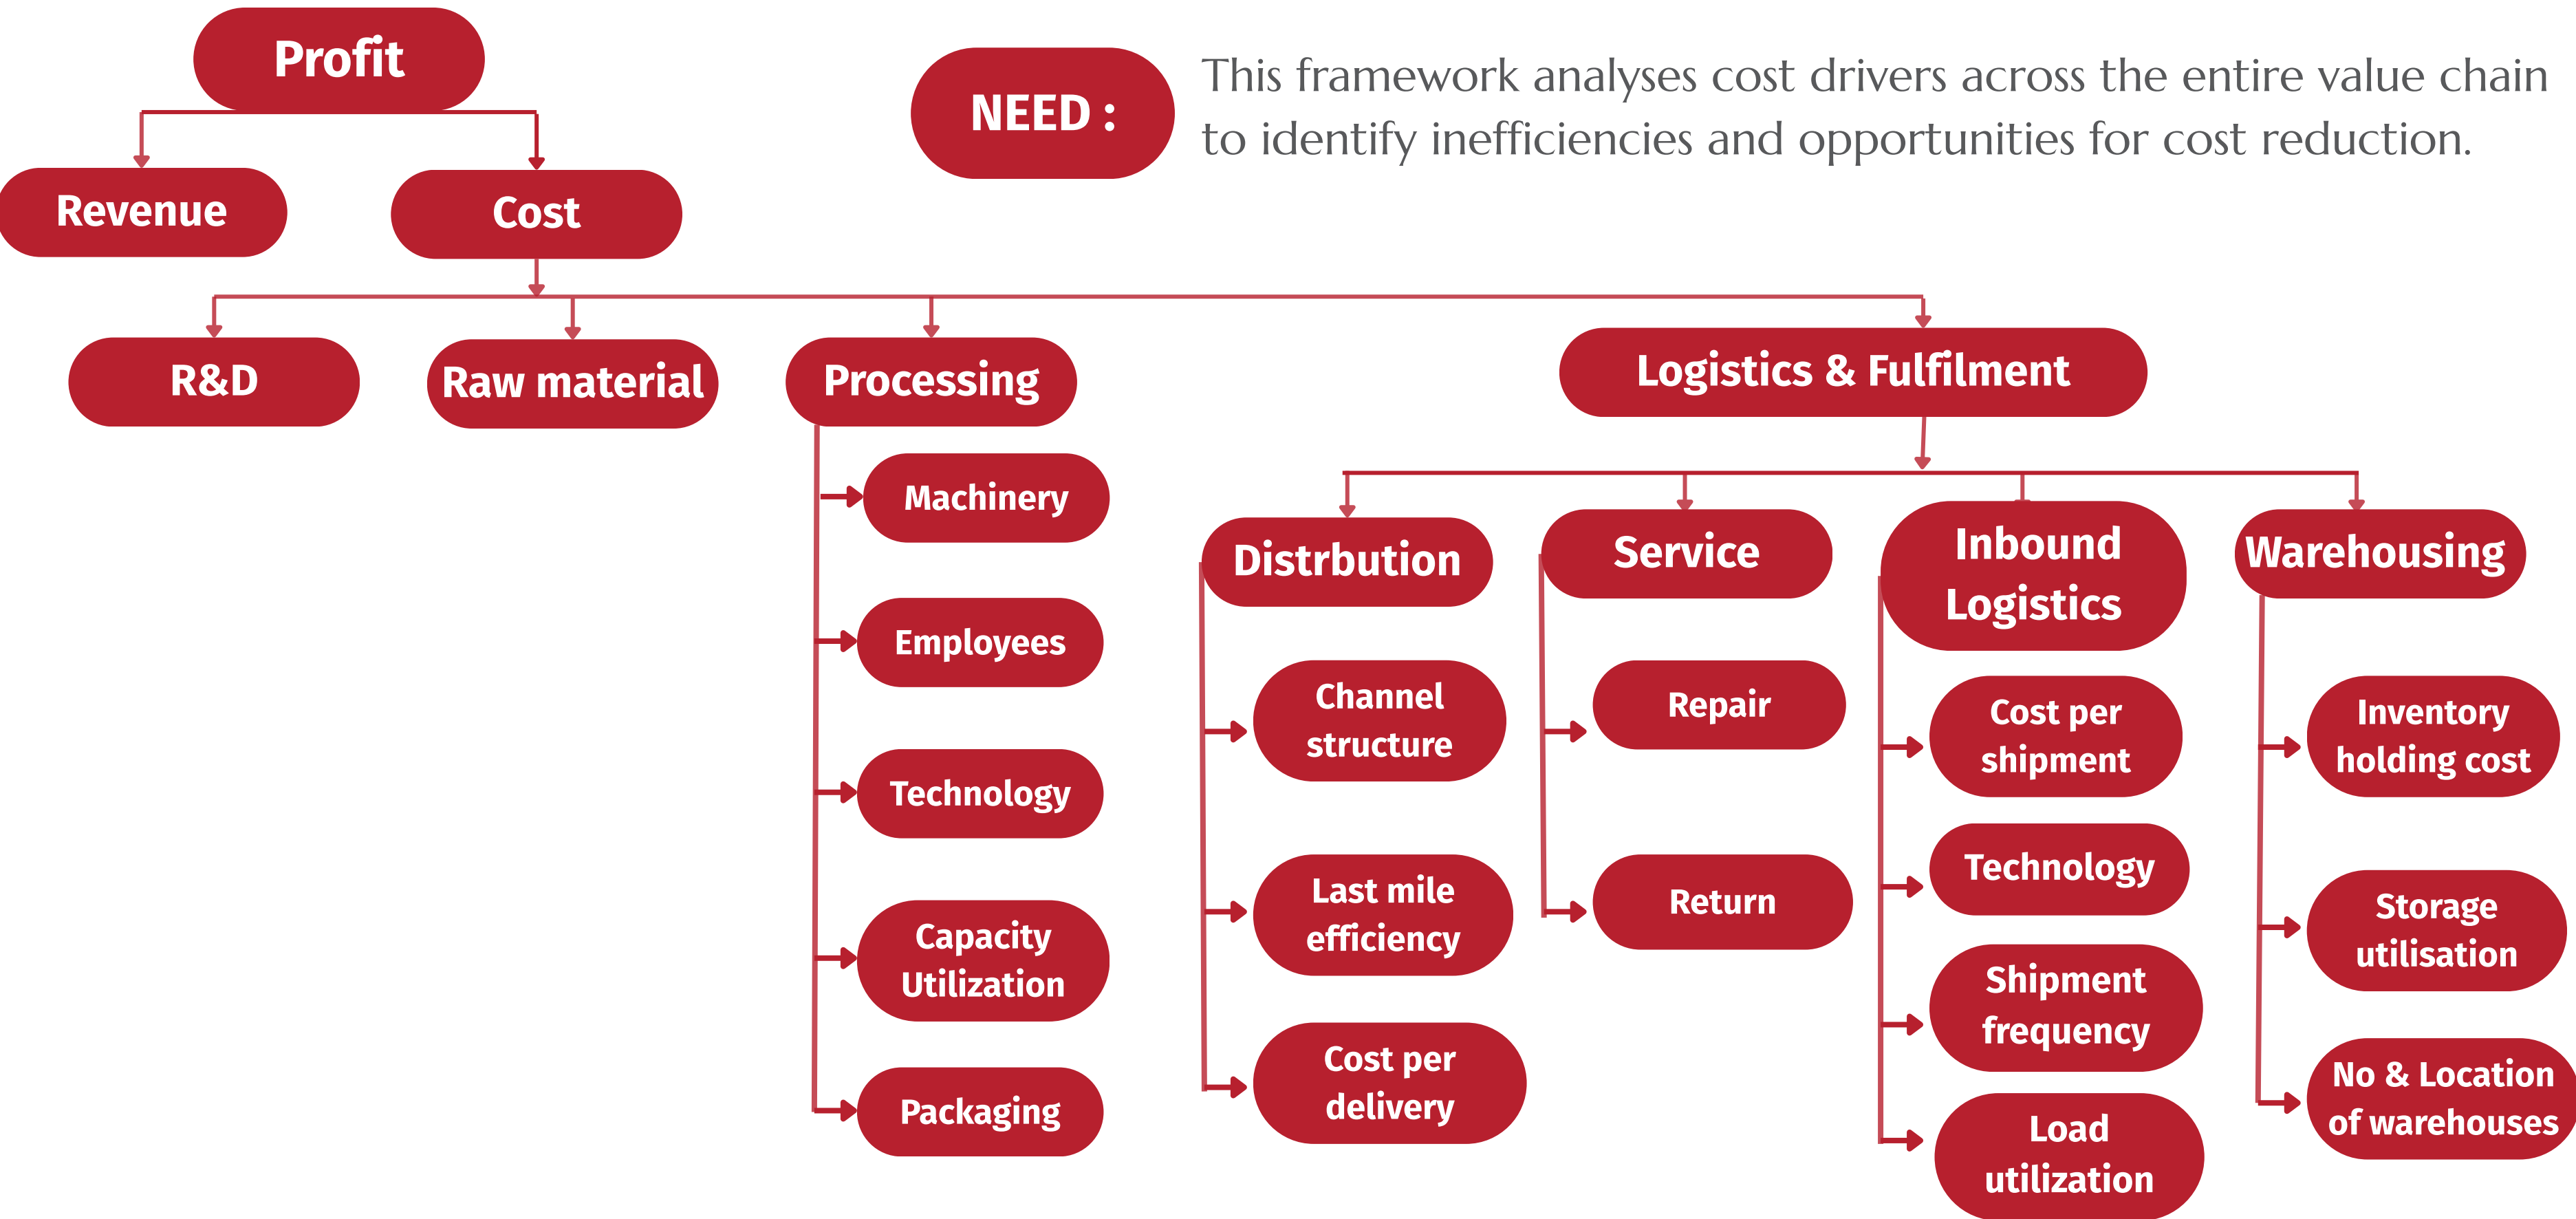 Profit
NEED :
This framework analyses cost drivers across the entire value chain
to identify inefficiencies and opportunities for cost reduction.
Revenue
Cost
R&D
Raw material
Processing
Logistics & Fulfilment
Machinery
Employees
Technology
Capacity
Utilization
Packaging
Distrbution
Channel
structure
Last mile
efficiency
Cost per
delivery
Service
Repair
Return
Inbound
Logistics
Cost per
shipment
Technology
Shipment
frequency
Load
utilization
Warehousing
Inventory
holding cost
Storage
utilisation
No & Location
of warehouses